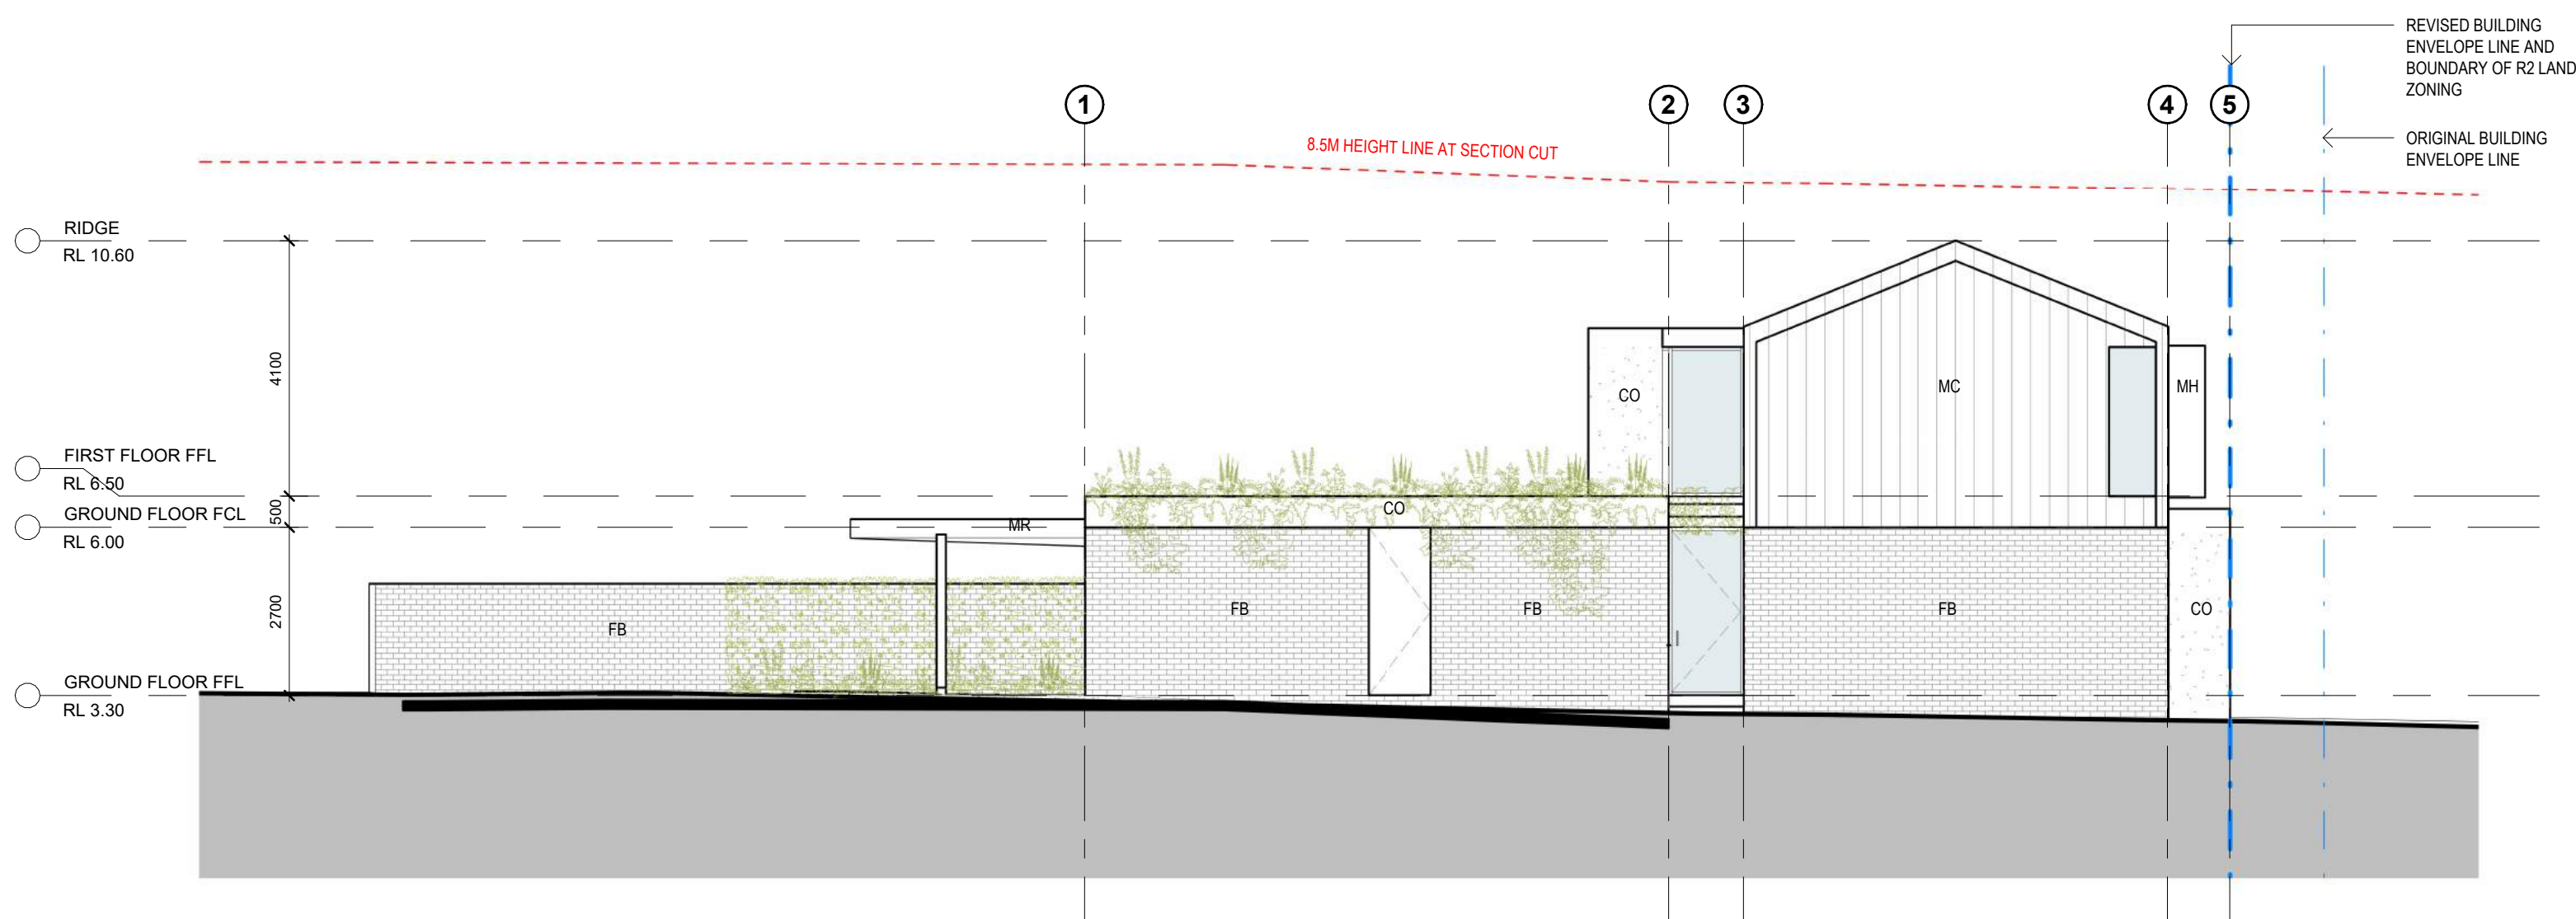 REVISED BUILDING
ENVELOPE LINE AND
BOUNDARY OF R2 LAND
ZONING
ORIGINAL BUILDING
ENVELOPE LINE
1
2
3
4
5
8.5M HEIGHT LINE AT SECTION CUT
RIDGE
RL 10.60
4100
FIRST FLOOR FFL
RL 6.50
500
GROUND FLOOR FCL
RL 6.00
2700
GROUND FLOOR FFL
RL 3.30
CO
MC
MH
CO
MR
FB
FB
FB
FB
CO